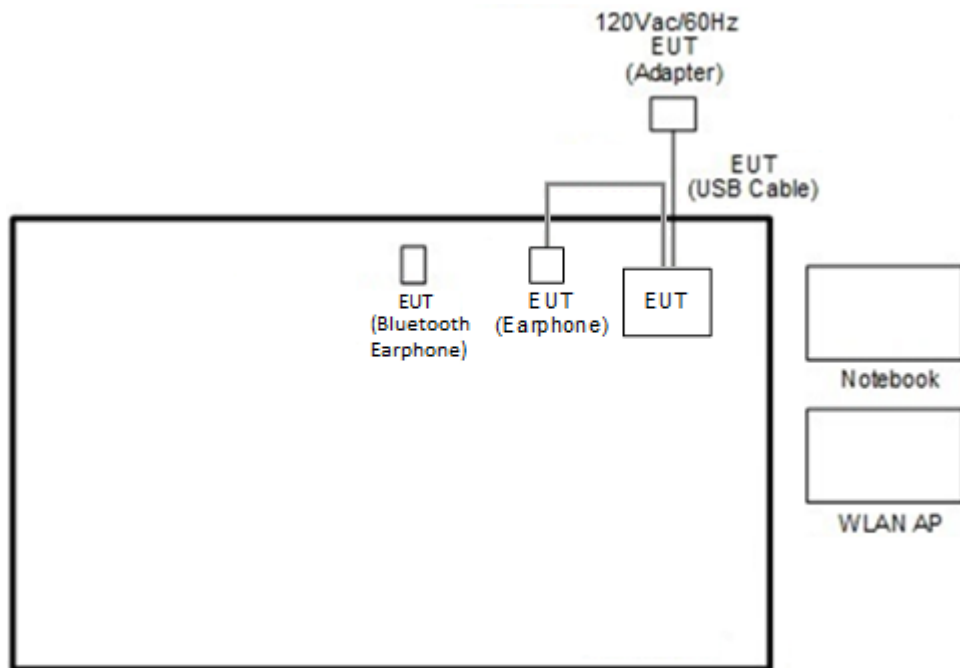 120Vac/60Hz
EUT
(Adapter)
EUT
(USB Cable)
EUT
(Bluetooth
Earphone)
EUT
(Earphone)
EUT
Notebook
WLAN AP